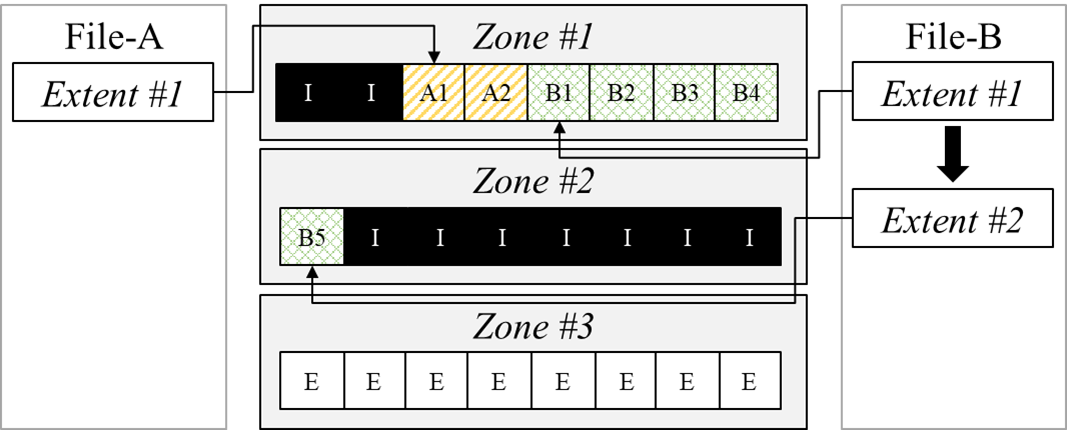 File-A
Extent #1
Zone #1
I I A1 A2 B1 B2 B3 B4
Zone #2
B5 I I I I I I I
Zone #3
E E E E E E E E
File-B
Extent #1
Extent #2